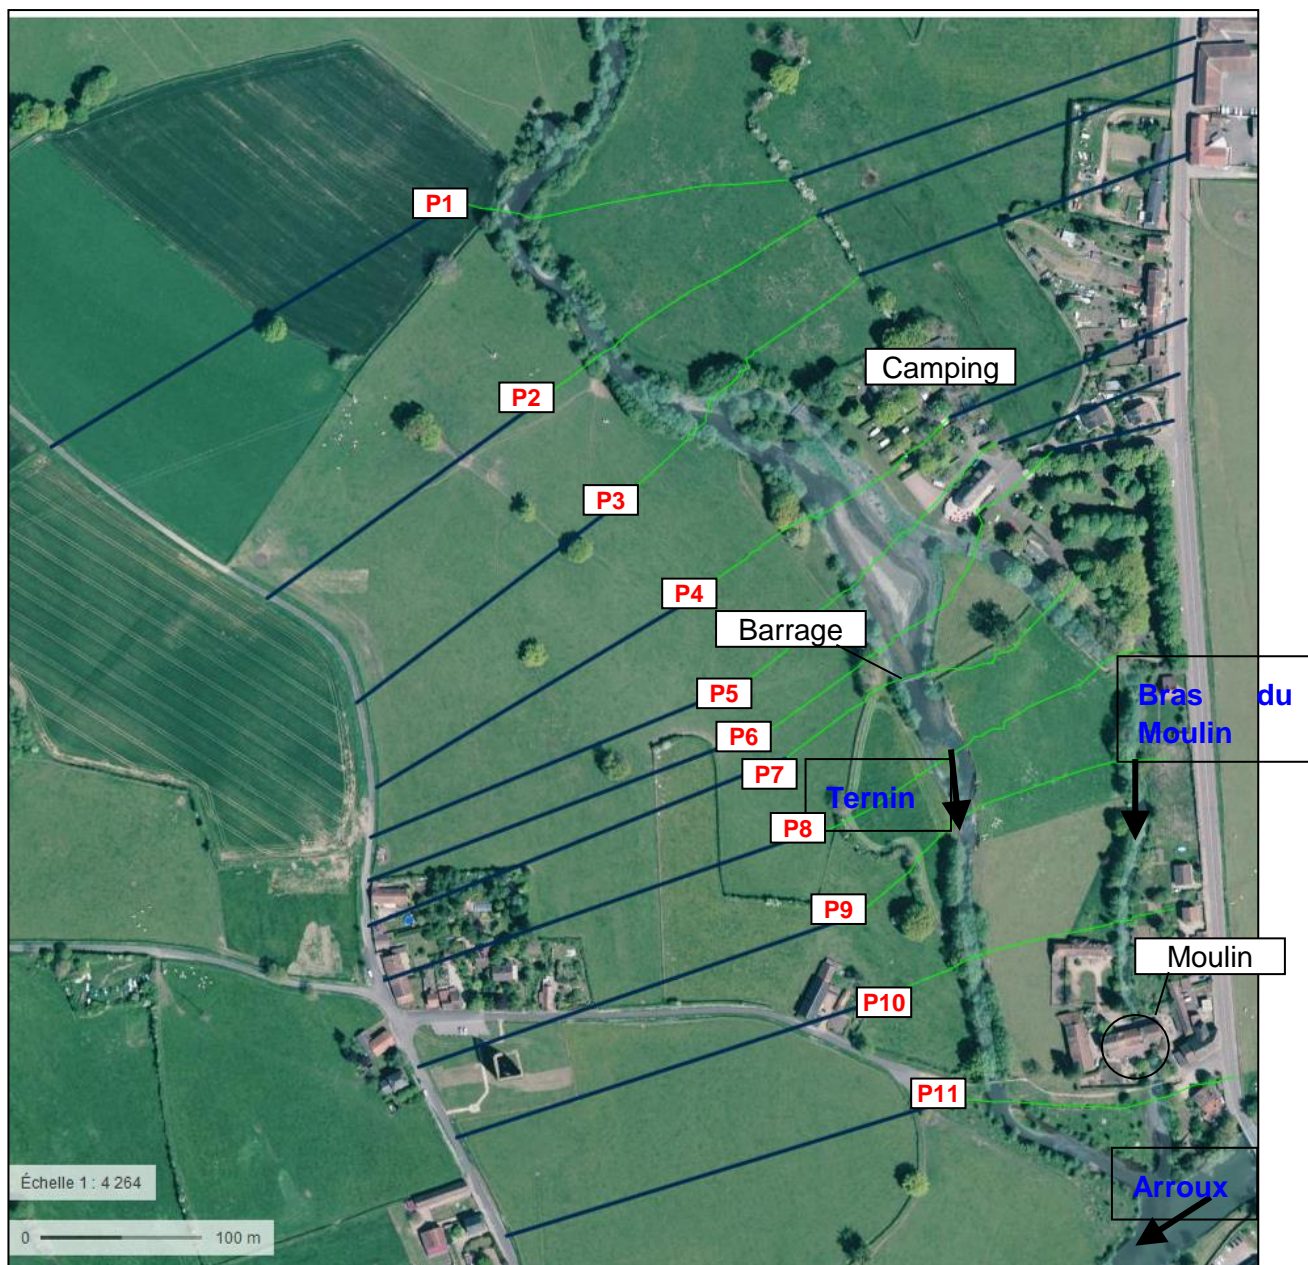 P1
Camping
P2
P3
P4
Barrage
P5
Bras du
Moulin
P6
P7
Ternin
P8
P9
Moulin
P10
P11
Échelle 1 : 4 264
Arroux
0 100 m